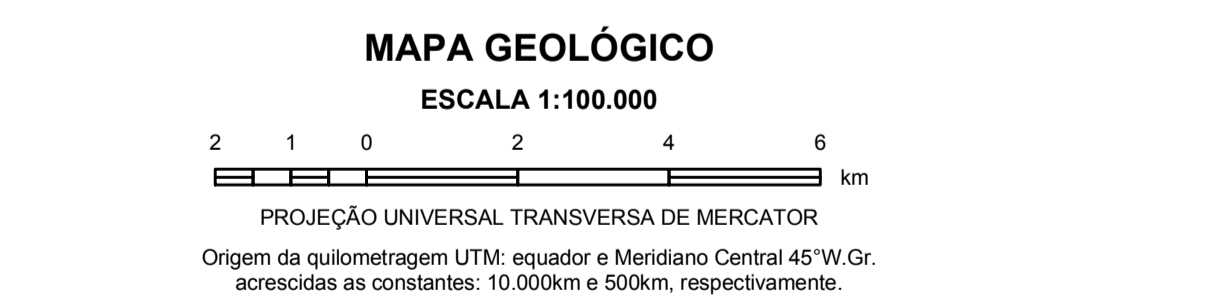 MAPA GEOLÓGICO
ESCALA 1:100.000
2 1 0 2 4 6
km
PROJEÇÃO UNIVERSAL TRANSVERSA DE MERCATOR
Origem da quilometragem UTM: equador e Meridiano Central 45°W.Gr.
acrescidas as constantes: 10.000km e 500km, respectivamente.